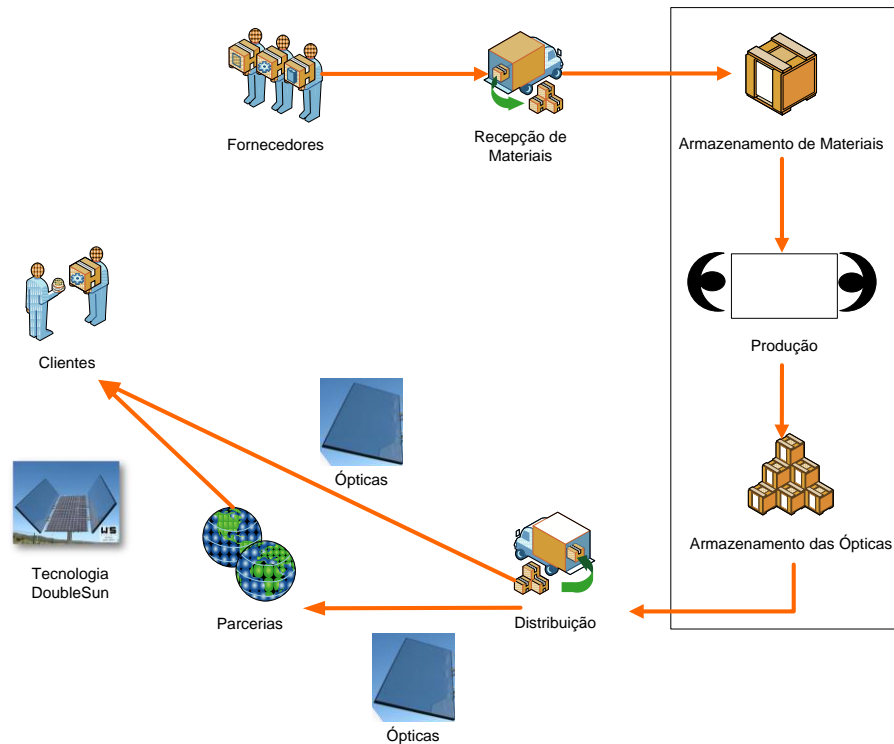 Fornecedores
Recepção de
Materiais
Armazenamento de Materiais
Produção
Clientes
Ópticas
Armazenamento das Ópticas
Tecnologia
DoubleSun
Parcerias
Distribuição
Ópticas